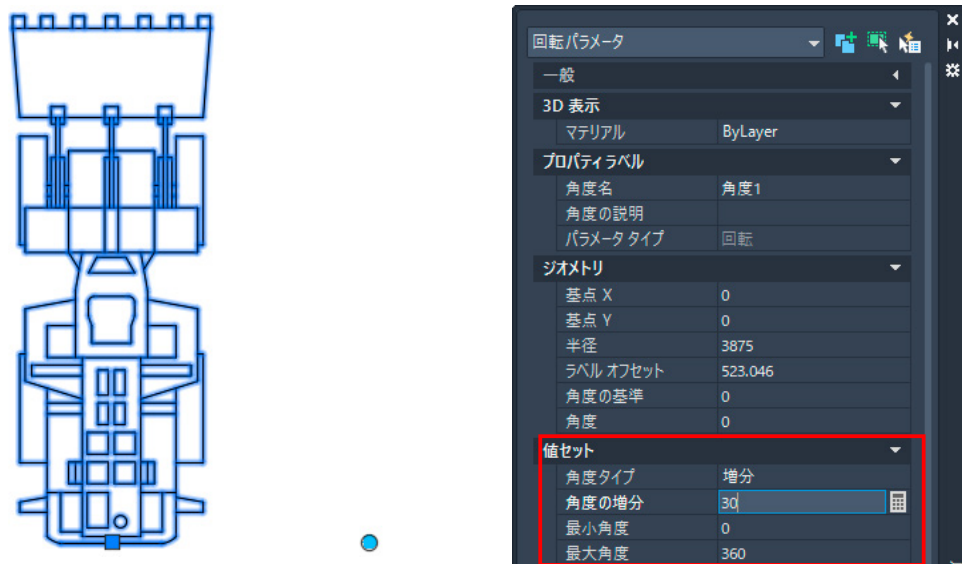 回転パラメータ
一般
3D 表示
マテリアル ByLayer
プロパティ ラベル
角度名 角度1
角度の説明
パラメータ タイプ 回転
ジオメトリ
基点 X 0
基点 Y 0
半径 3875
ラベル オフセット 523.046
角度の基準 0
角度 0
値セット
角度タイプ 増分
角度の増分 30
最小角度 0
最大角度 360